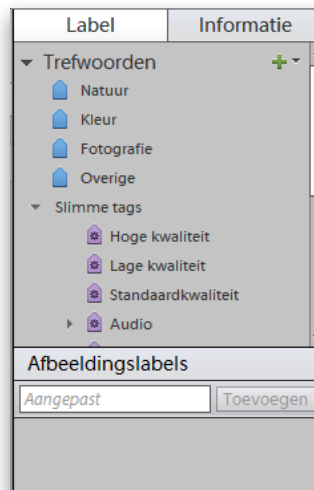 Label Informatie
Trefwoorden
Natuur
Kleur
Fotografie
Overige
Slimme tags
Hoge kwaliteit
Lage kwaliteit
Standaardkwaliteit
Audio
Afbeeldingslabels
Aangepast Toevoegen